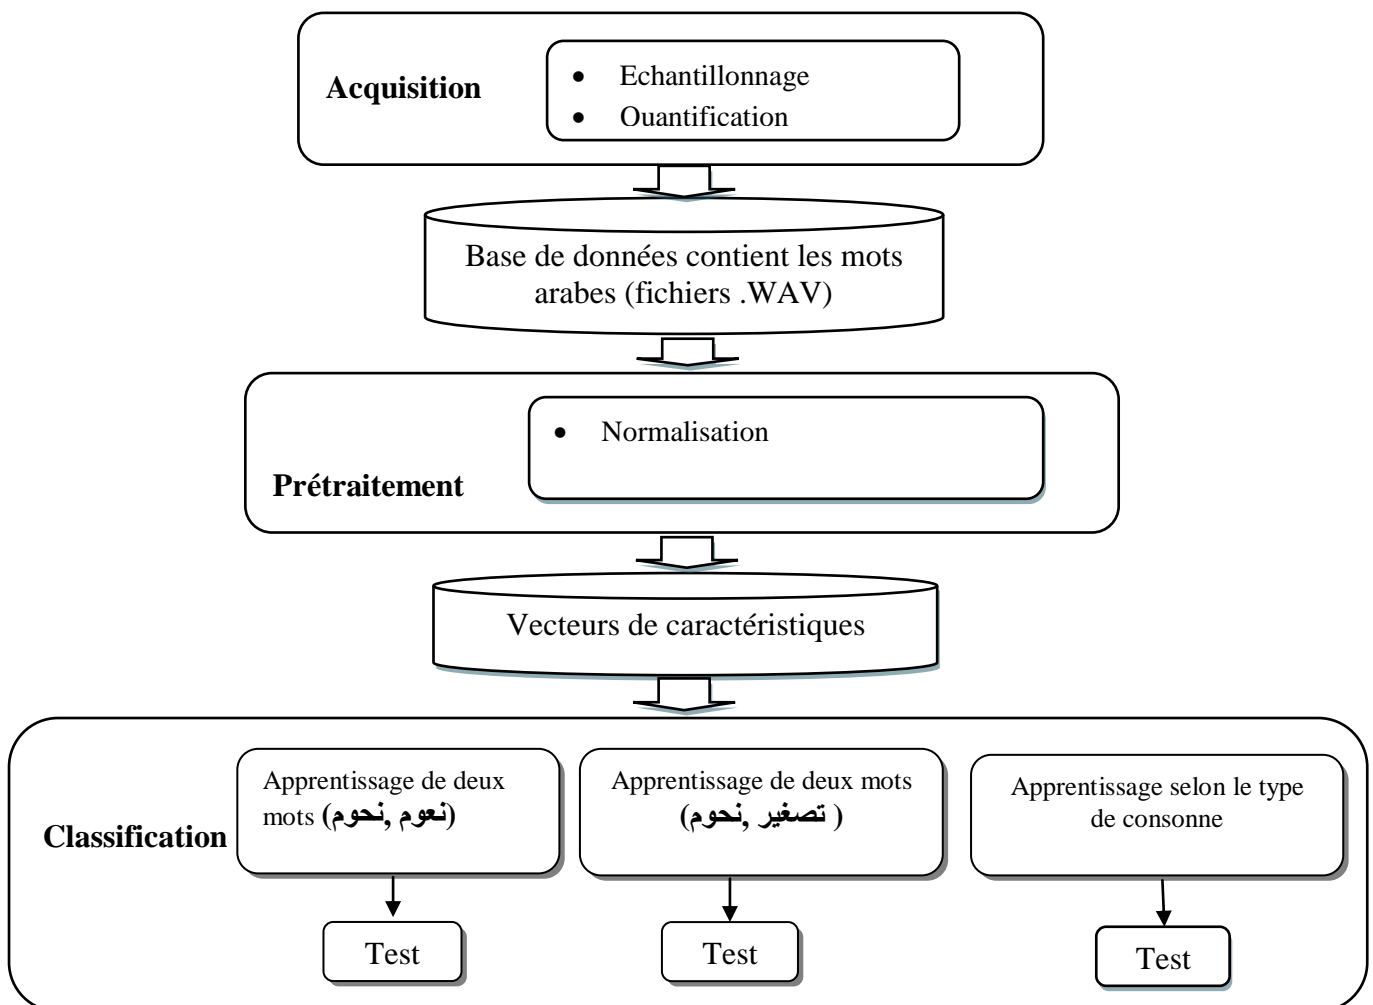 Acquisition
• Echantillonnage
• Ouantification
Base de données contient les mots
arabes (fichiers .WAV)
• Normalisation
Prétraitement
Vecteurs de caractéristiques
Classification
Apprentissage de deux
mots (نعوم ,نحوم)
Apprentissage de deux mots
( تصغير ,نحوم)
Apprentissage selon le type
de consonne
Test
Test
Test